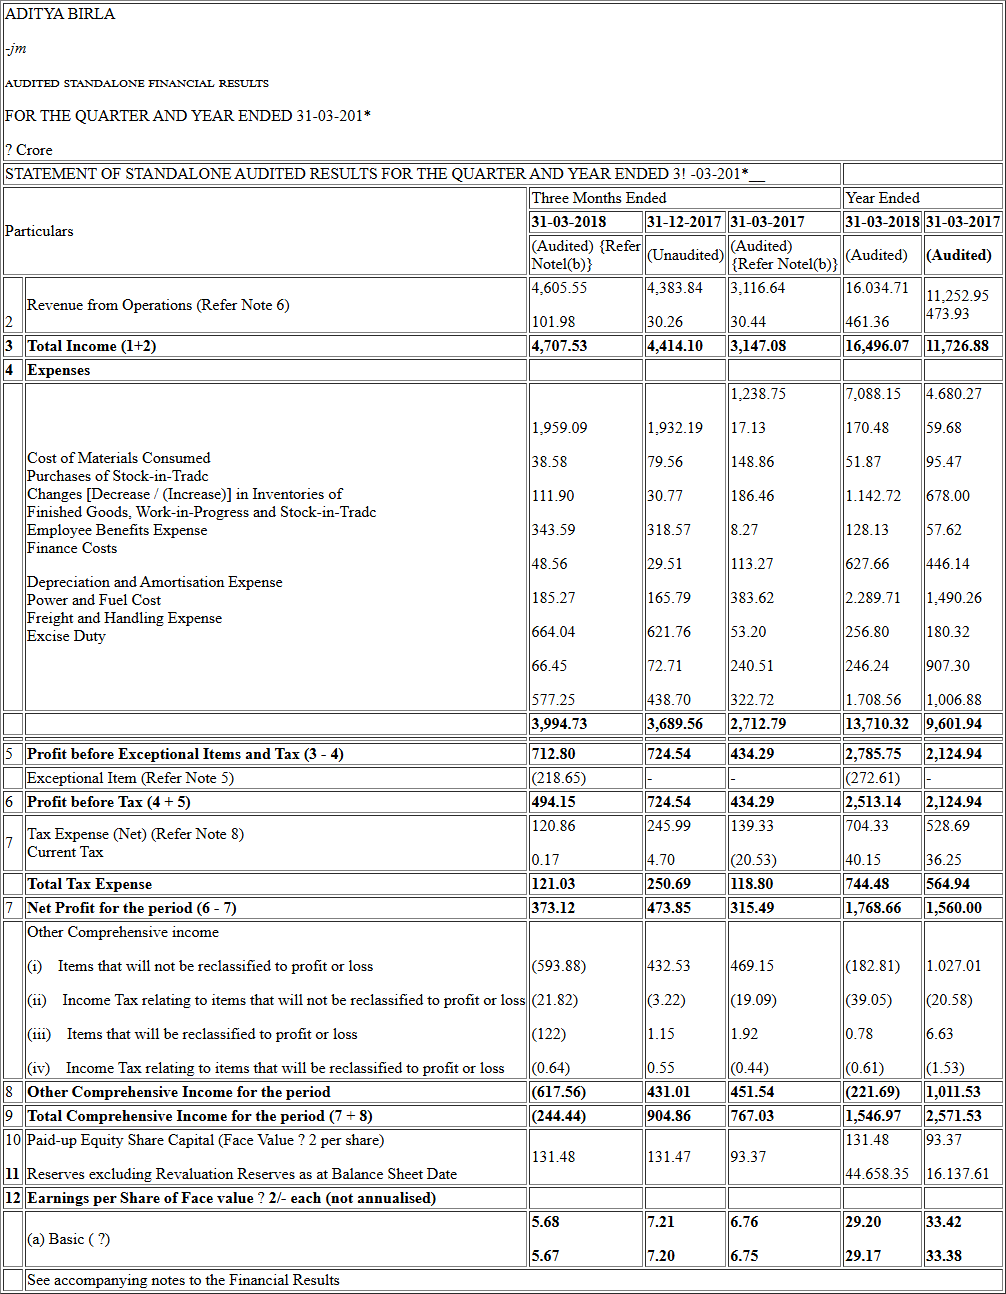 ADITYA BIRLA
-jm
AUDITED STANDALONE FINANCIAL RESULTS
FOR THE QUARTER AND YEAR ENDED 31-03-201*
? Crore
STATEMENT OF STANDALONE AUDITED RESULTS FOR THE QUARTER AND YEAR ENDED 3! -03-201*__
Particulars
Three Months Ended Year Ended
31-03-2018 31-12-2017 31-03-2017 31-03-2018 31-03-2017
(Audited) {Refer Notel(b)} (Unaudited) (Audited) {Refer Notel(b)} (Audited) (Audited)
Revenue from Operations (Refer Note 6) 4,605.55 4,383.84 3,116.64 16.034.71 11,252.95
2 101.98 30.26 30.44 461.36 473.93
3 Total Income (1+2) 4,707.53 4,414.10 3,147.08 16,496.07 11,726.88
4 Expenses
Cost of Materials Consumed
Purchases of Stock-in-Tradc
Changes [Decrease / (Increase)] in Inventories of
Finished Goods, Work-in-Progress and Stock-in-Tradc
Employee Benefits Expense
Finance Costs
Depreciation and Amortisation Expense
Power and Fuel Cost
Freight and Handling Expense
Excise Duty
1,238.75 7,088.15 4.680.27
1,959.09 1,932.19 17.13 170.48 59.68
38.58 79.56 148.86 51.87 95.47
111.90 30.77 186.46 1.142.72 678.00
343.59 318.57 8.27 128.13 57.62
48.56 29.51 113.27 627.66 446.14
185.27 165.79 383.62 2.289.71 1,490.26
664.04 621.76 53.20 256.80 180.32
66.45 72.71 240.51 246.24 907.30
577.25 438.70 322.72 1.708.56 1,006.88
3,994.73 3,689.56 2,712.79 13,710.32 9,601.94
5 Profit before Exceptional Items and Tax (3 - 4) 712.80 724.54 434.29 2,785.75 2,124.94
Exceptional Item (Refer Note 5) (218.65) - - (272.61) -
6 Profit before Tax (4 + 5) 494.15 724.54 434.29 2,513.14 2,124.94
7 Tax Expense (Net) (Refer Note 8) 120.86 245.99 139.33 704.33 528.69
Current Tax 0.17 4.70 (20.53) 40.15 36.25
Total Tax Expense 121.03 250.69 118.80 744.48 564.94
7 Net Profit for the period (6 - 7) 373.12 473.85 315.49 1,768.66 1,560.00
Other Comprehensive income
(i) Items that will not be reclassified to profit or loss (593.88) 432.53 469.15 (182.81) 1.027.01
(ii) Income Tax relating to items that will not be reclassified to profit or loss (21.82) (3.22) (19.09) (39.05) (20.58)
(iii) Items that will be reclassified to profit or loss (122) 1.15 1.92 0.78 6.63
(iv) Income Tax relating to items that will be reclassified to profit or loss (0.64) 0.55 (0.44) (0.61) (1.53)
8 Other Comprehensive Income for the period (617.56) 431.01 451.54 (221.69) 1,011.53
9 Total Comprehensive Income for the period (7 + 8) (244.44) 904.86 767.03 1,546.97 2,571.53
10 Paid-up Equity Share Capital (Face Value ? 2 per share) 131.48 131.47 93.37 131.48 93.37
11 Reserves excluding Revaluation Reserves as at Balance Sheet Date 44.658.35 16.137.61
12 Earnings per Share of Face value ? 2/- each (not annualised)
(a) Basic ( ?) 5.68 7.21 6.76 29.20 33.42
5.67 7.20 6.75 29.17 33.38
See accompanying notes to the Financial Results